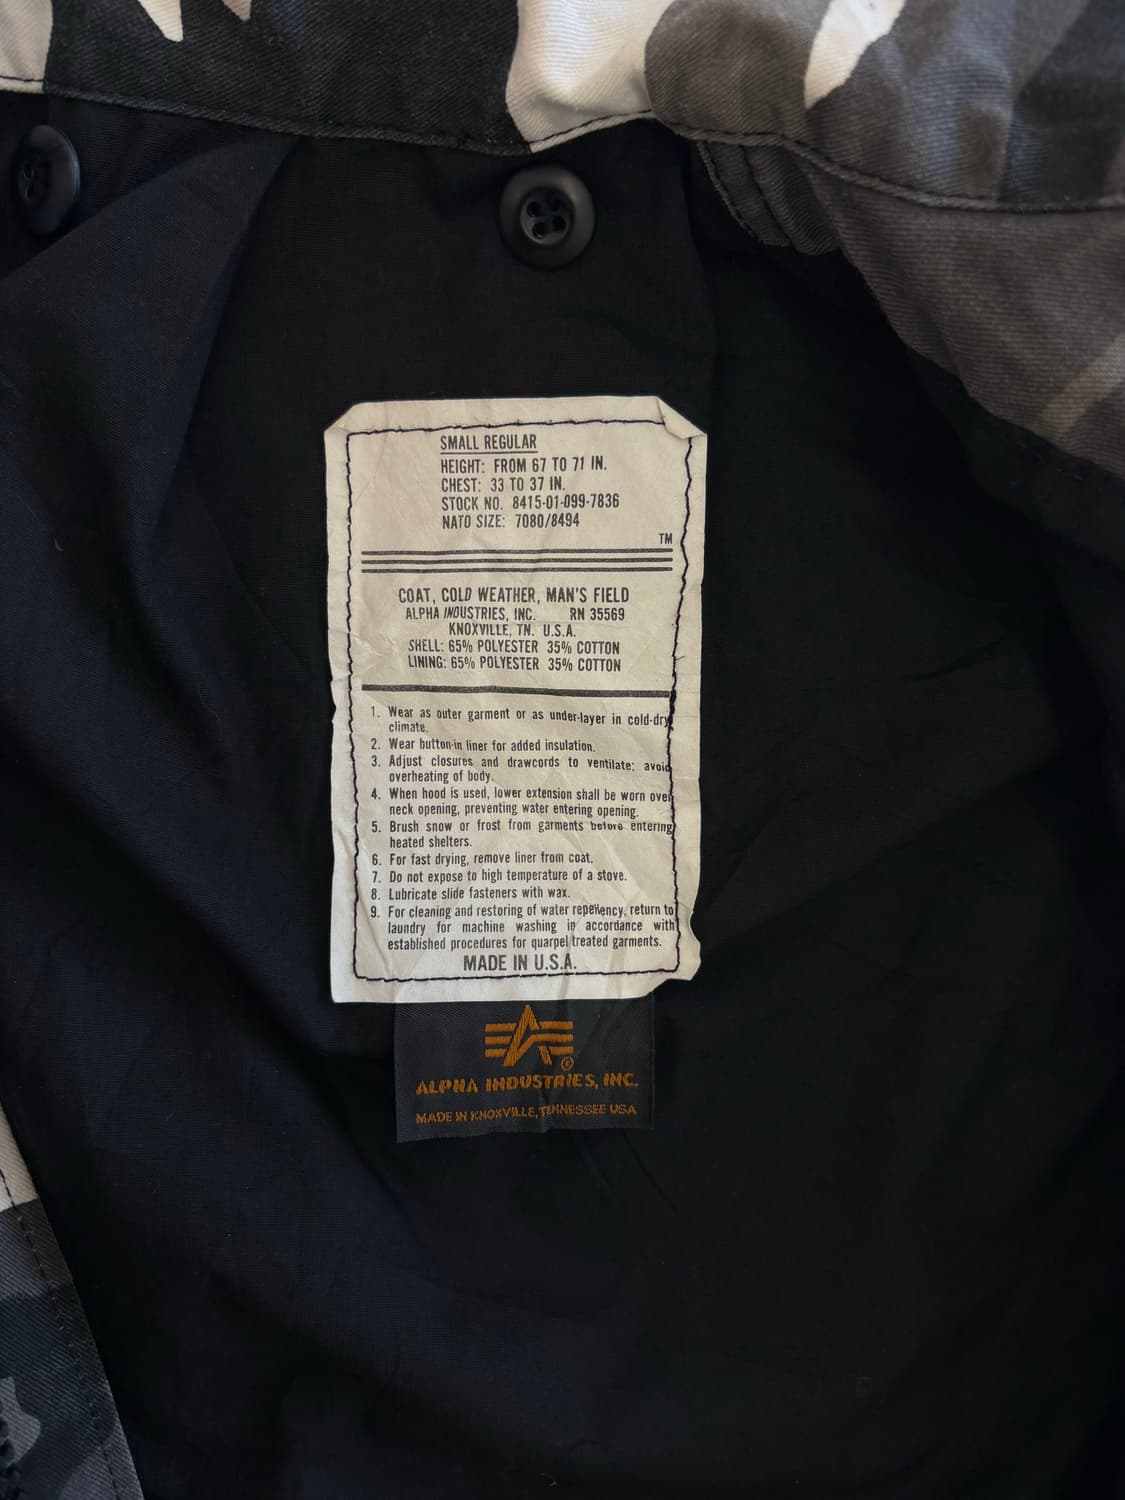 SMALL REGULAR
HEIGHT: FROM 67 TO 71 IN.
CHEST: 33 TO 37 IN.
STOCK NO. 8415-01-099-7836
NATO SIZE: 7080/8494
TM
COAT, COLD WEATHER, MAN'S FIELD
ALPHA INDUSTRIES, INC. RN 35569
KNOXVILLE, TN. U.S.A.
SHELL: 65% POLYESTER 35% COTTON
LINING: 65% POLYESTER 35% COTTON
1. Wear as outer garment or as under-layer in cold-dry
climate.
2. Wear button-in liner for added insulation.
3. Adjust closures and drawcords to ventilate; avoid
overheating of body.
4. When hood is used, lower extension shall be worn over
neck opening, preventing water entering opening.
5. Brush snow or frost from garments before entering
heated shelters.
6. For fast drying, remove liner from coat.
7. Do not expose to high temperature of a stove.
8. Lubricate slide fasteners with wax.
9. For cleaning and restoring of water repellency, return to
laundry for machine washing in accordance with
established procedures for quarpel treated garments.
MADE IN U.S.A.
®
ALPHA INDUSTRIES, INC.
MADE IN KNOXVILLE, TENNESSEE USA